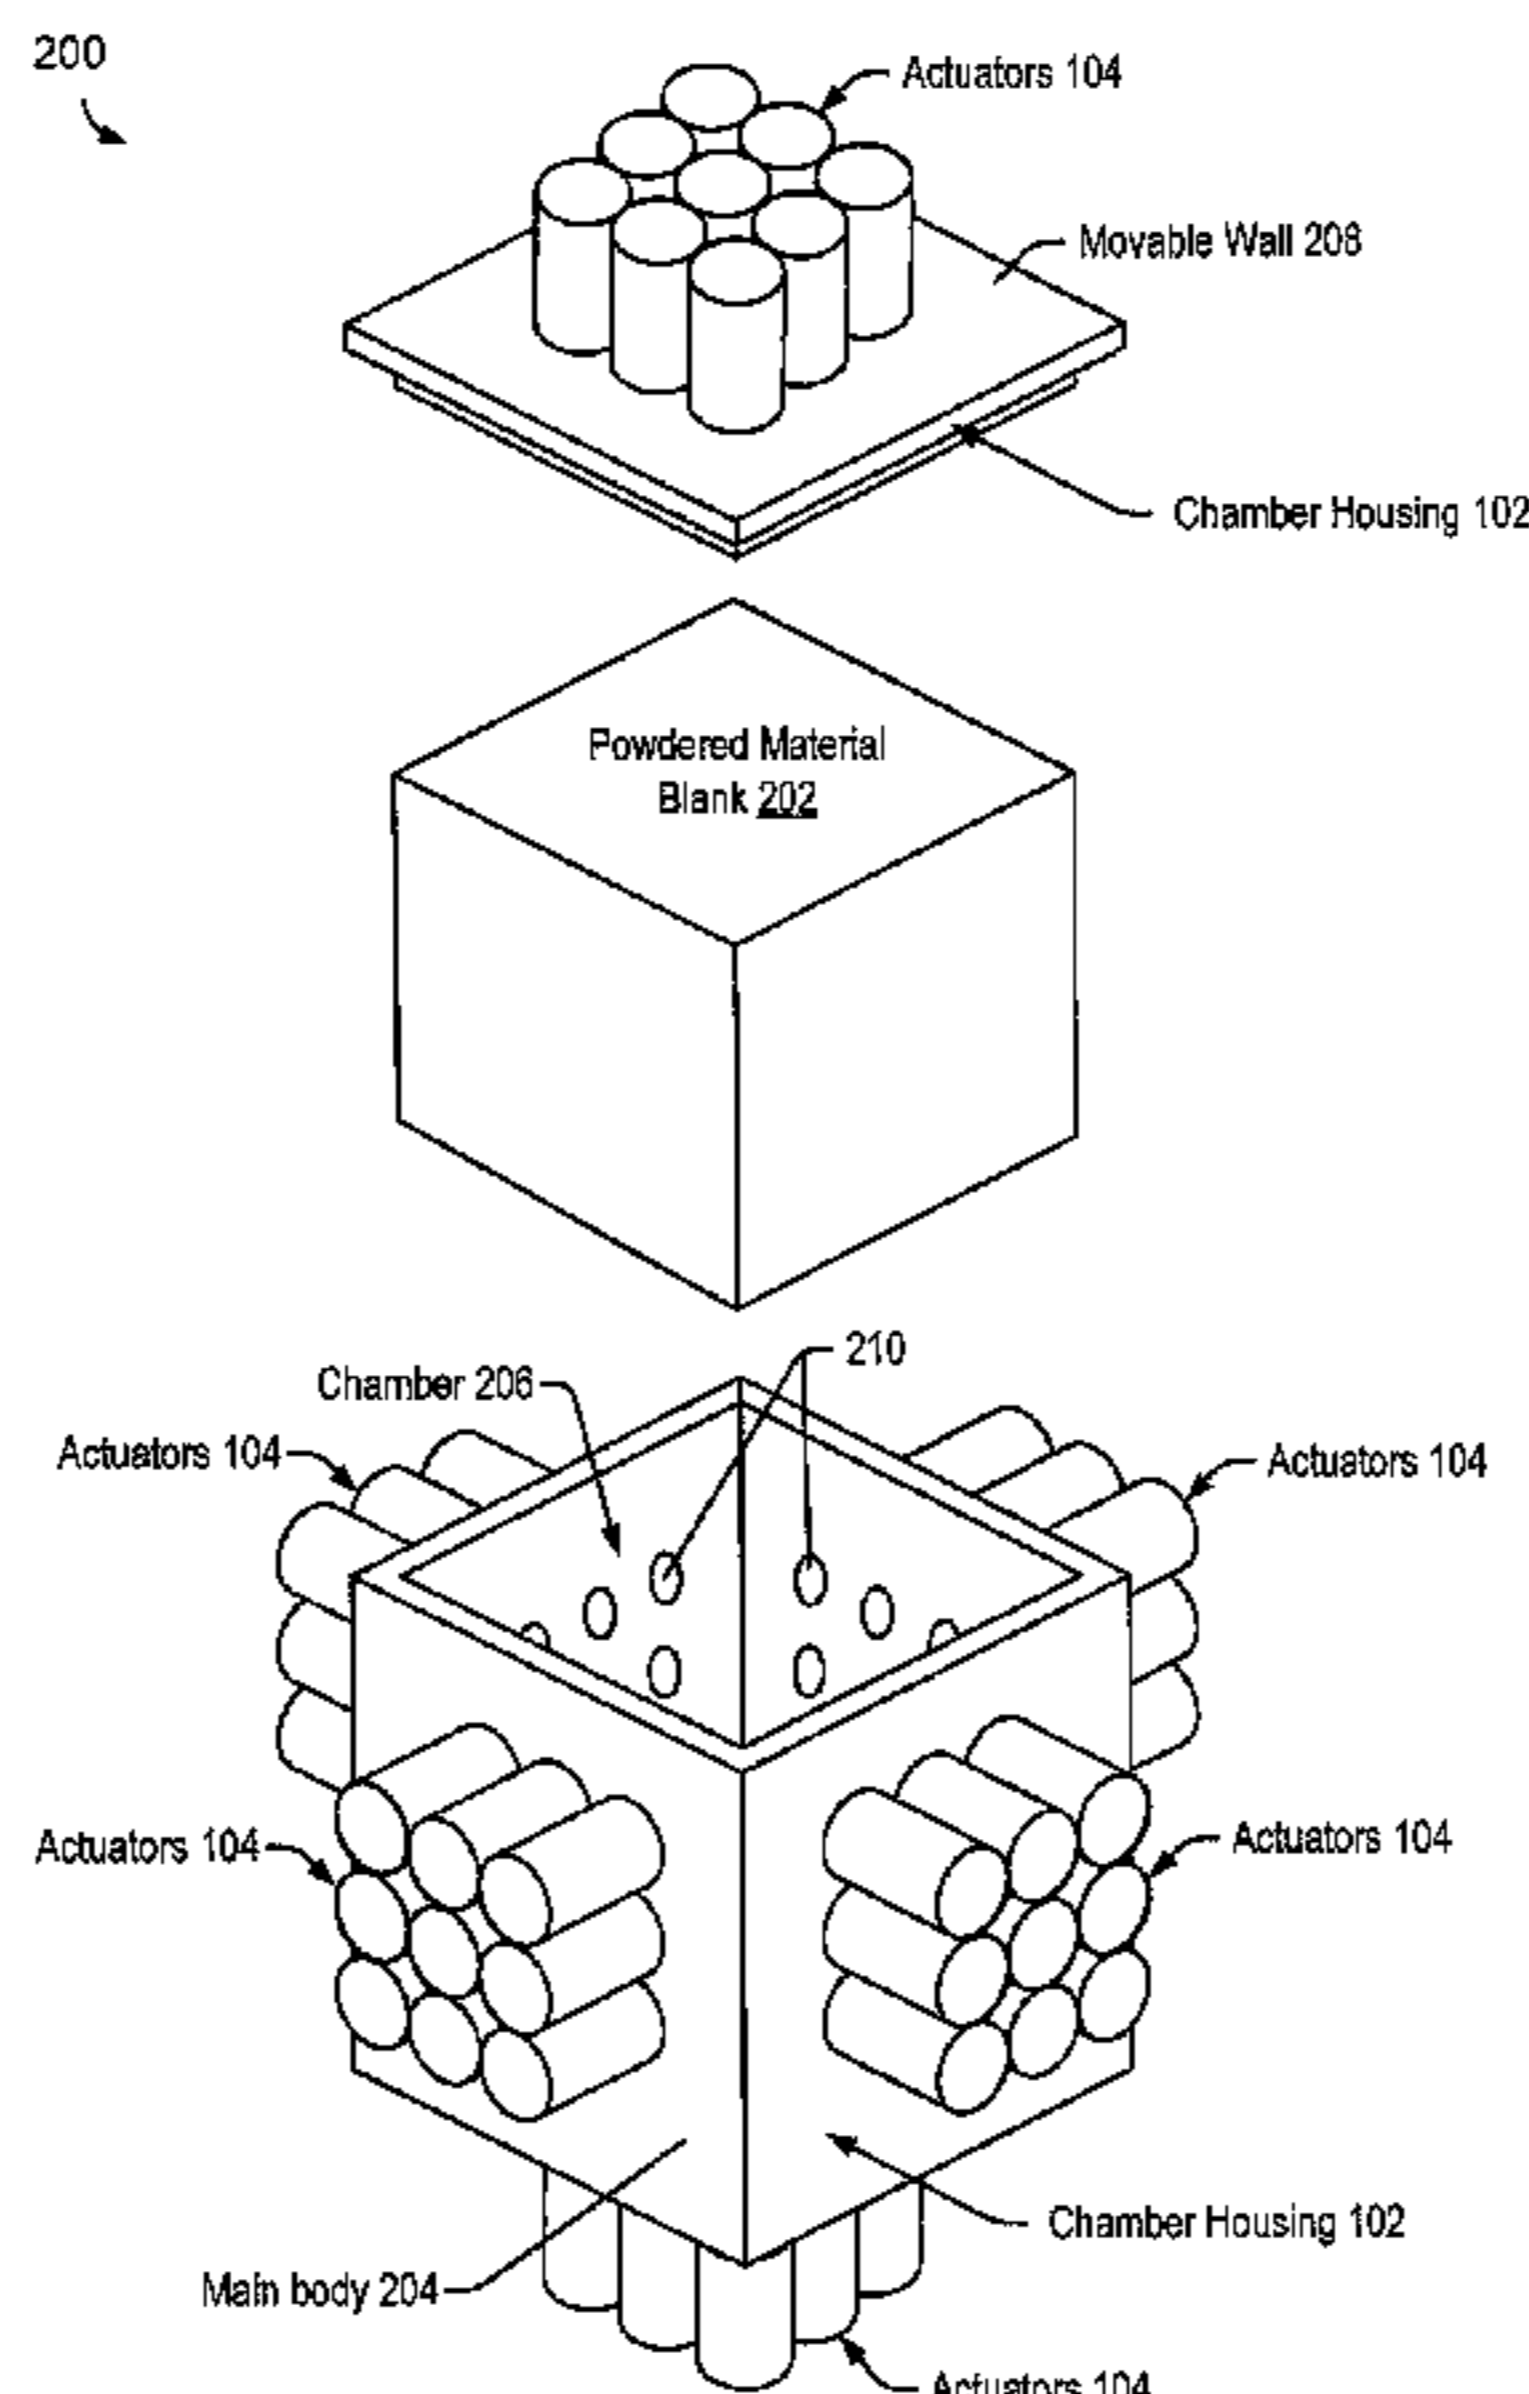 200
Actuators 104
Movable Wall 208
Chamber Housing 102
Powdered Material
Blank 202
210
Chamber 206
Actuators 104
Actuators 104
Actuators 104
Actuators 104
Chamber Housing 102
Main body 204
Actuators 104